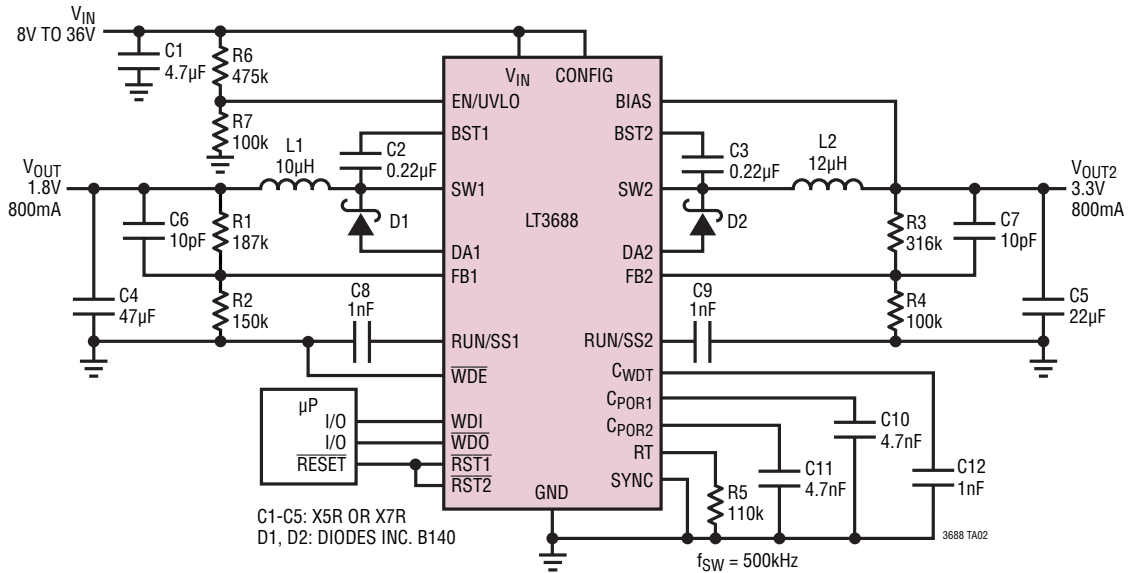 VIN
8V TO 36V
C1
4.7µF
R6
475k
R7
100k
VIN
CONFIG
EN/UVLO
BIAS
BST1
BST2
L1
10µH
C2
0.22µF
C3
0.22µF
L2
12µH
VOUT
1.8V
800mA
SW1
SW2
VOUT2
3.3V
800mA
LT3688
C6
10pF
R1
187k
D1
D2
R3
316k
C7
10pF
DA1
DA2
FB1
FB2
C4
47µF
R2
150k
C8
1nF
C9
1nF
R4
100k
C5
22µF
RUN/SS1
RUN/SS2
WDE
CWDT
µP
CPOR1
I/O
WDI
CPOR2
C10
4.7nF
I/O
WDO
RT
RESET
RST1
RST2
SYNC
C11
4.7nF
C12
1nF
R5
110k
GND
C1-C5: X5R OR X7R
D1, D2: DIODES INC. B140
3688 TA02
fSW = 500kHz